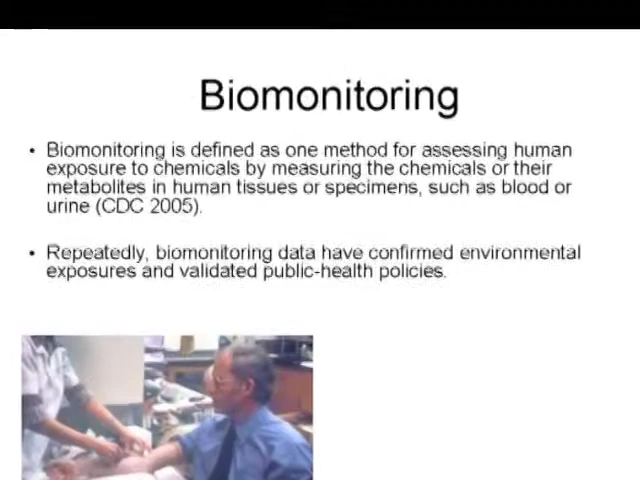 Biomonitoring
• Biomonitoring is defined as one method for assessing human
exposure to chemicals by measuring the chemicals or their
metabolites in human tissues or specimens, such as blood or
urine (CDC 2005).
• Repeatedly, biomonitoring data have confirmed environmental
exposures and validated public-health policies.